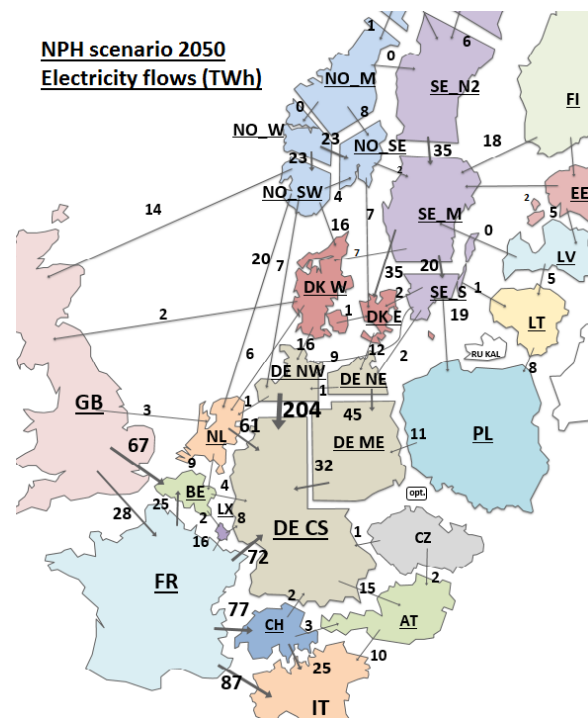 NPH scenario 2050
Electricity flows (TWh)
1
6
NO_M
0
SE_N2
FI
0
8
NO_W
23
NO_SE
35
18
23
2
NO_SW
4
EE
14
2
5
SE_M
16
7
0
LV
20
7
7
35
20
5
DK W
2
SE_S
1
1
DK E
19
LT
2
16
12
6
9
2
RU KAL
DE NW
8
DE NE
1
1
GB
3
204
45
PL
NL
61
67
DE ME
11
9
32
BE
4
opt.
25
2
LX
28
8
DE CS
1
CZ
16
72
FR
2
2
15
77
CH
3
AT
25
10
87
IT